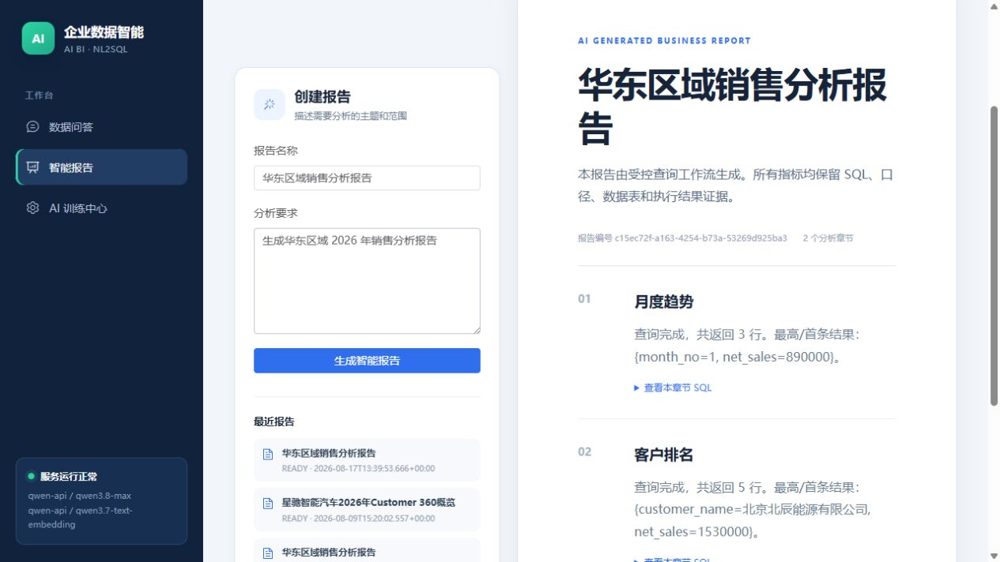 AI
企业数据智能
AI BI · NL2SQL
工作台
数据问答
智能报告
AI 训练中心
服务运行正常
qwen-api / qwen3.8-max
qwen-api / qwen3.7-text-
embedding
创建报告
描述需要分析的主题和范围
报告名称
华东区域销售分析报告
分析要求
生成华东区域 2026 年销售分析报告
生成智能报告
最近报告
华东区域销售分析报告
READY · 2026-08-17T13:39:53.666+00:00
星驰智能汽车2026年Customer 360概览
READY · 2026-08-09T15:20:02.557+00:00
华东区域销售分析报告
AI GENERATED BUSINESS REPORT
华东区域销售分析报
告
本报告由受控查询工作流生成。所有指标均保留 SQL、口
径、数据表和执行结果证据。
报告编号 c15ec72f-a163-4254-b73a-53269d925ba3 2 个分析章节
01
月度趋势
查询完成，共返回 3 行。最高/首条结果：
{month_no=1, net_sales=890000}。
查看本章节 SQL
02
客户排名
查询完成，共返回 5 行。最高/首条结果：
{customer_name=北京北辰能源有限公司,
net_sales=1530000}。
查看本章节 SQL